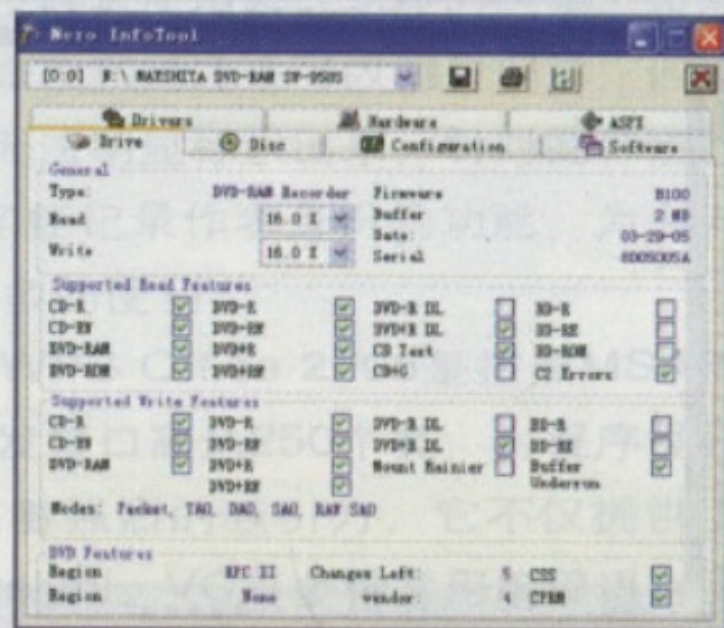 Nero InfoTool
[0:0] E:\ MATSHITA DVD-RAM SW-9585
Drivers Hardware ASPI
Drive Disc Configuration Software
General
Type: DVD-RAM Recorder Firmware B100
Read 16.0 X Buffer 2 MB
Date: 03-29-05
Write 16.0 X Serial
Supported Read Features
CD-R DVD-R DVD-R DL BD-R
CD-RW DVD-RW DVD+R DL BD-RE
DVD-RAM DVD+R CD Text BD-ROM
DVD-ROM DVD+RW CD+G C2 Errors
Supported Write Features
CD-R DVD-R DVD-R DL BD-R
CD-RW DVD-RW DVD+R DL BD-RE
DVD-RAM DVD+R Mount Rainier Buffer
DVD+RW Underrun
Modes: Packet, TAO, DAO, SAO, RAW SAO
DVD Features
Region RPC II Changes Left: 5 CSS
Region None vendor: 4 CPRM